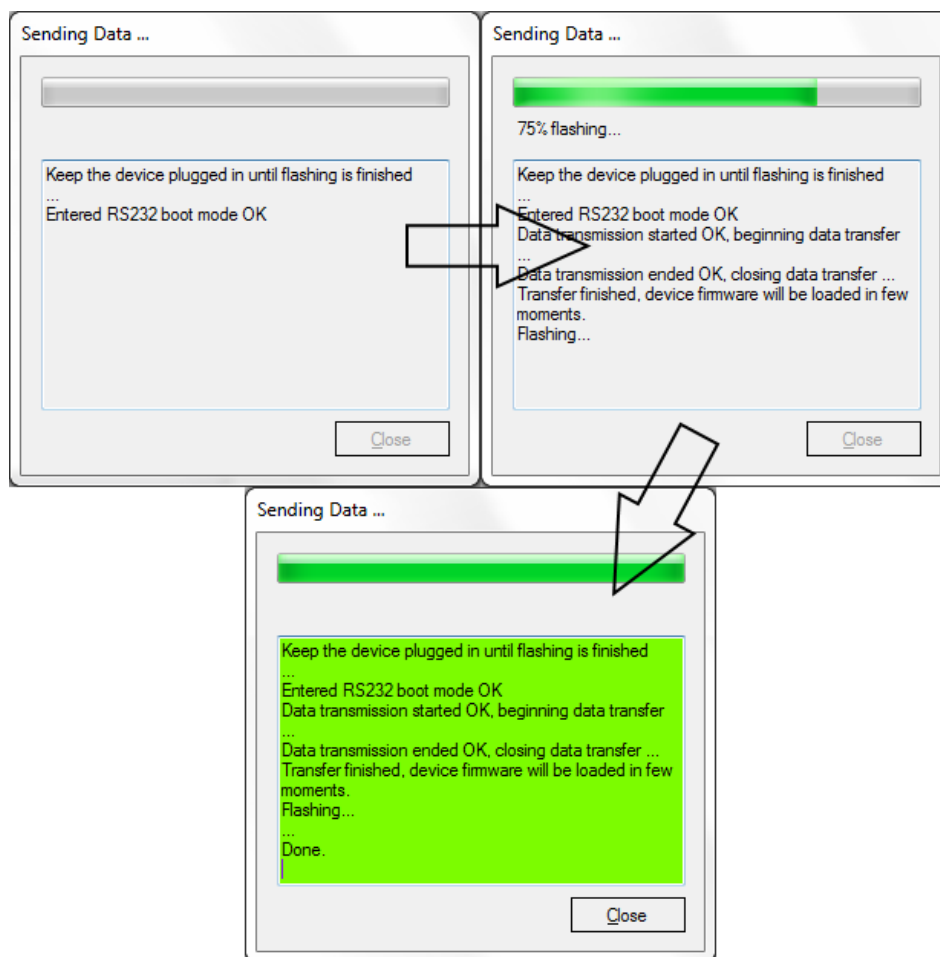 Sending Data ...
Keep the device plugged in until flashing is finished
...
Entered RS232 boot mode OK
Close
Sending Data ...
75% flashing...
Keep the device plugged in until flashing is finished
...
Entered RS232 boot mode OK
Data transmission started OK, beginning data transfer
...
Data transmission ended OK, closing data transfer ...
Transfer finished, device firmware will be loaded in few
moments.
Flashing...
Close
Sending Data ...
Keep the device plugged in until flashing is finished
...
Entered RS232 boot mode OK
Data transmission started OK, beginning data transfer
...
Data transmission ended OK, closing data transfer ...
Transfer finished, device firmware will be loaded in few
moments.
Flashing...
...
Done.
Close